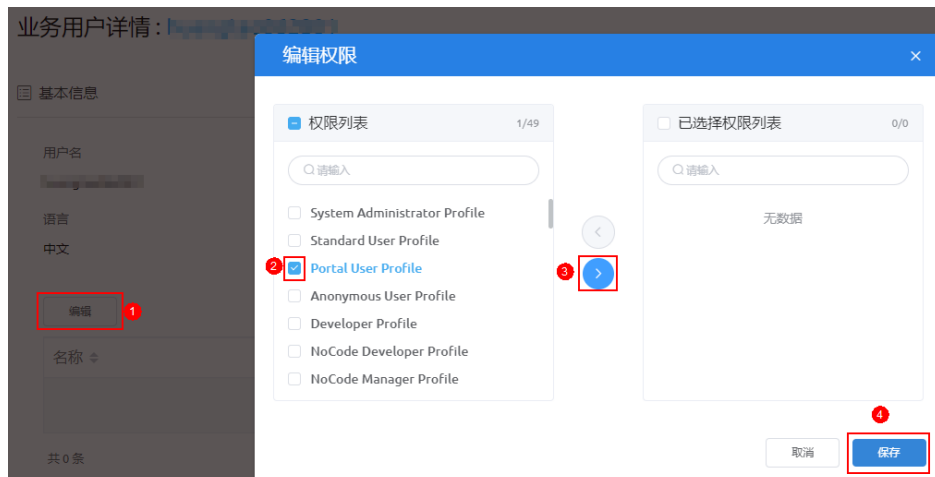 业务用户详情：
编辑权限
基本信息
权限列表 1/49
已选择权限列表 0/0
用户名
请输入
请输入
System Administrator Profile
语言
无数据
Standard User Profile
中文
2 Portal User Profile
3
Anonymous User Profile
编辑 1
Developer Profile
名称
NoCode Developer Profile
NoCode Manager Profile
4
共0条
取消
保存